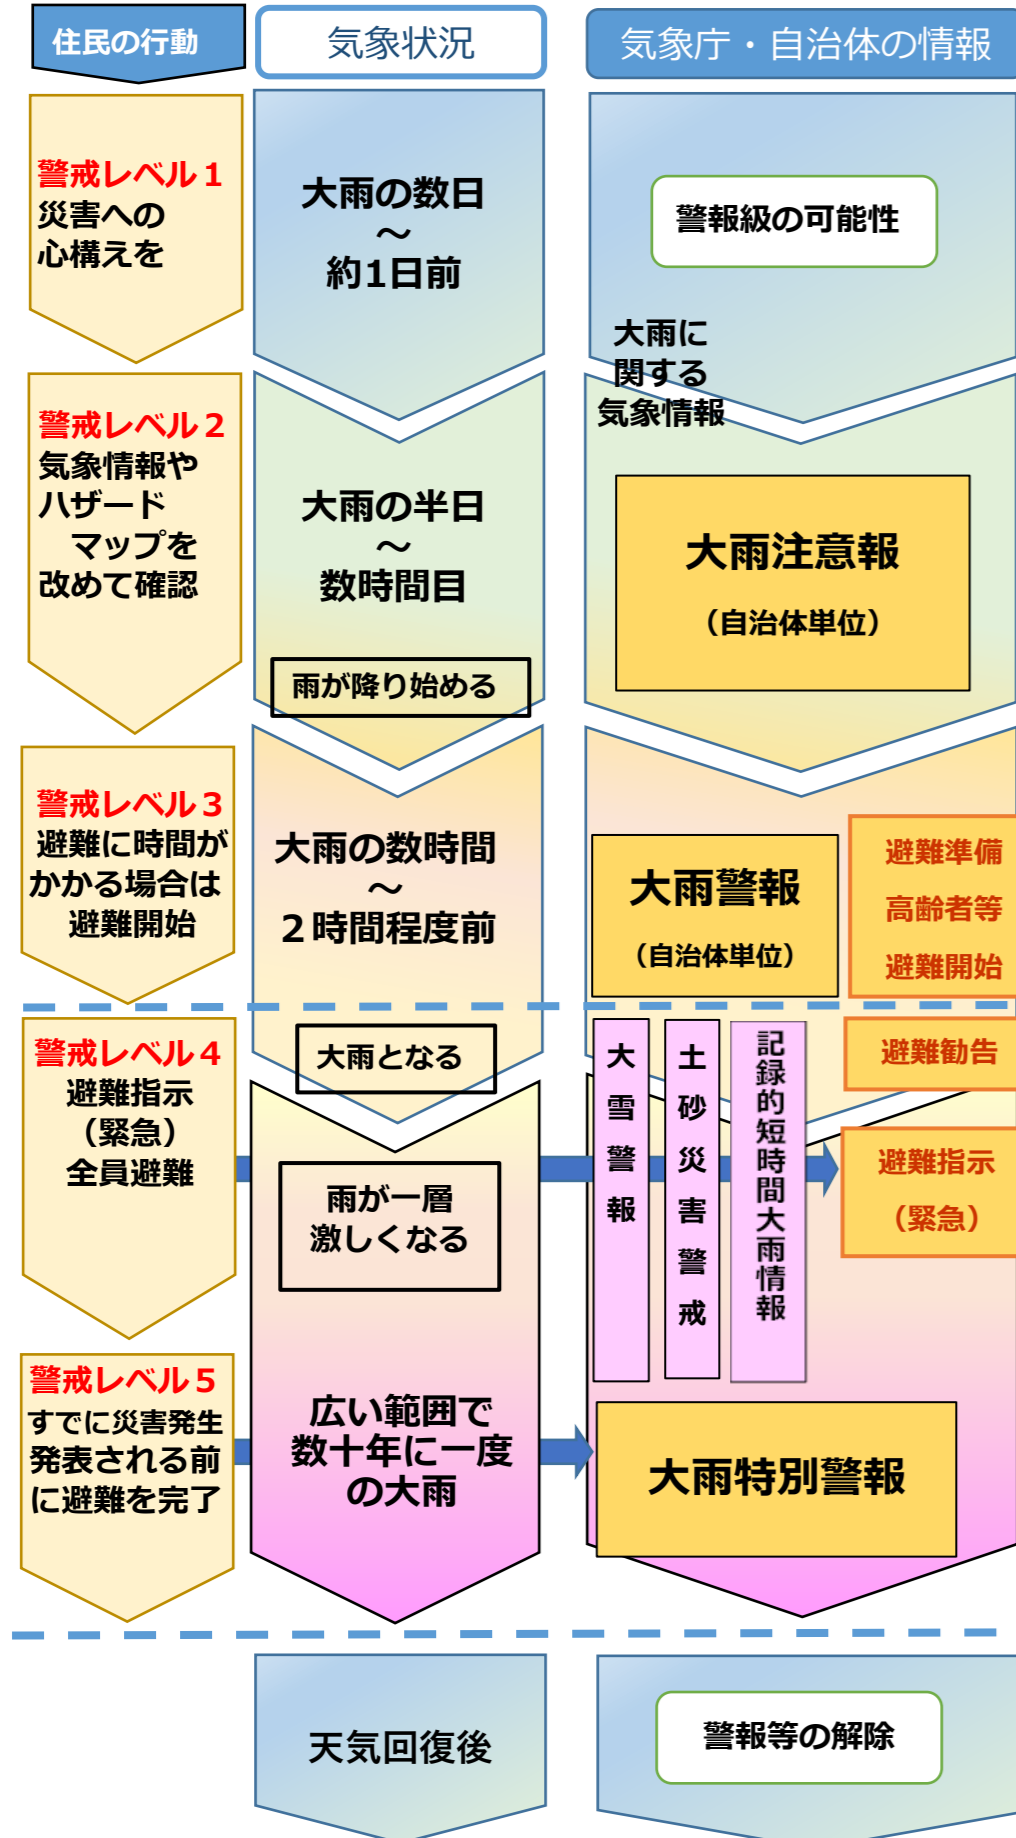 住民の行動
気象状況
気象庁・自治体の情報
警戒レベル１
災害への
心構えを
大雨の数日
～
約1日前
警報級の可能性
大雨に
関する
気象情報
警戒レベル２
気象情報や
ハザード
マップを
改めて確認
大雨の半日
～
数時間目
雨が降り始める
大雨注意報
（自治体単位）
警戒レベル３
避難に時間が
かかる場合は
避難開始
大雨の数時間
～
２時間程度前
大雨警報
（自治体単位）
避難準備
高齢者等
避難開始
警戒レベル４
避難指示
（緊急）
全員避難
大雨となる
雨が一層
激しくなる
大雪警報
土砂災害警戒
記録的短時間大雨情報
避難勧告
避難指示
（緊急）
警戒レベル５
すでに災害発生
発表される前
に避難を完了
広い範囲で
数十年に一度
の大雨
大雨特別警報
天気回復後
警報等の解除